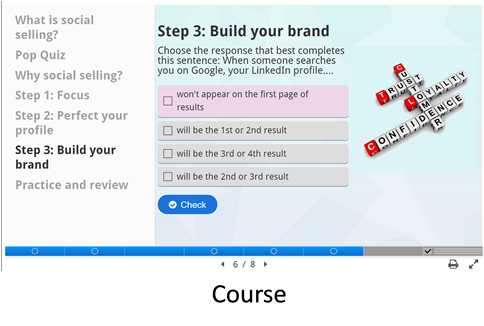 What is social
selling?
Pop Quiz
Why social selling?
Step 1: Focus
Step 2: Perfect your
profile
Step 3: Build your
brand
Practice and review
Step 3: Build your brand
Choose the response that best completes
this sentence: When someone searches
you on Google, your LinkedIn profile....
won't appear on the first page of
results
will be the 1st or 2nd result
will be the 3rd or 4th result
will be the 2nd or 3rd result
Check
CUSTOMER
TRUST
LOYALTY
CONFIDENCE
6 / 8
Course